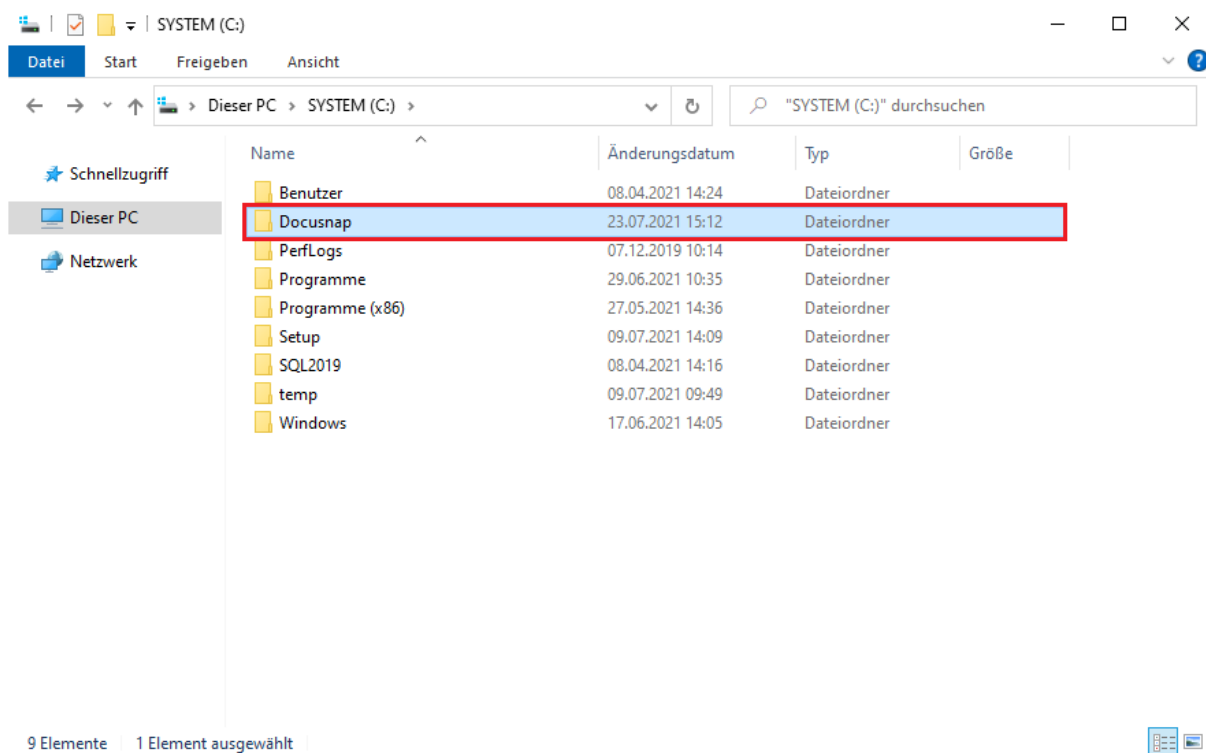 SYSTEM (C:)
Datei Start Freigeben Ansicht ?
Dieser PC > SYSTEM (C:) > "SYSTEM (C:)" durchsuchen
Name Änderungsdatum Typ Größe
Schnellzugriff
Dieser PC
Netzwerk
Benutzer 08.04.2021 14:24 Dateiordner
Docusnap 23.07.2021 15:12 Dateiordner
PerfLogs 07.12.2019 10:14 Dateiordner
Programme 29.06.2021 10:35 Dateiordner
Programme (x86) 27.05.2021 14:36 Dateiordner
Setup 09.07.2021 14:09 Dateiordner
SQL2019 08.04.2021 14:16 Dateiordner
temp 09.07.2021 09:49 Dateiordner
Windows 17.06.2021 14:05 Dateiordner
9 Elemente 1 Element ausgewählt